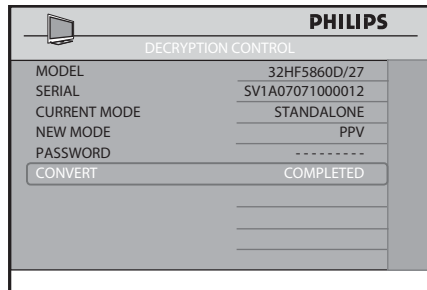 PHILIPS
DECRYPTION CONTROL
MODEL 32HF5860D/27
SERIAL SV1A07071000012
CURRENT MODE STANDALONE
NEW MODE PPV
PASSWORD - - - - - - - - -
CONVERT COMPLETED